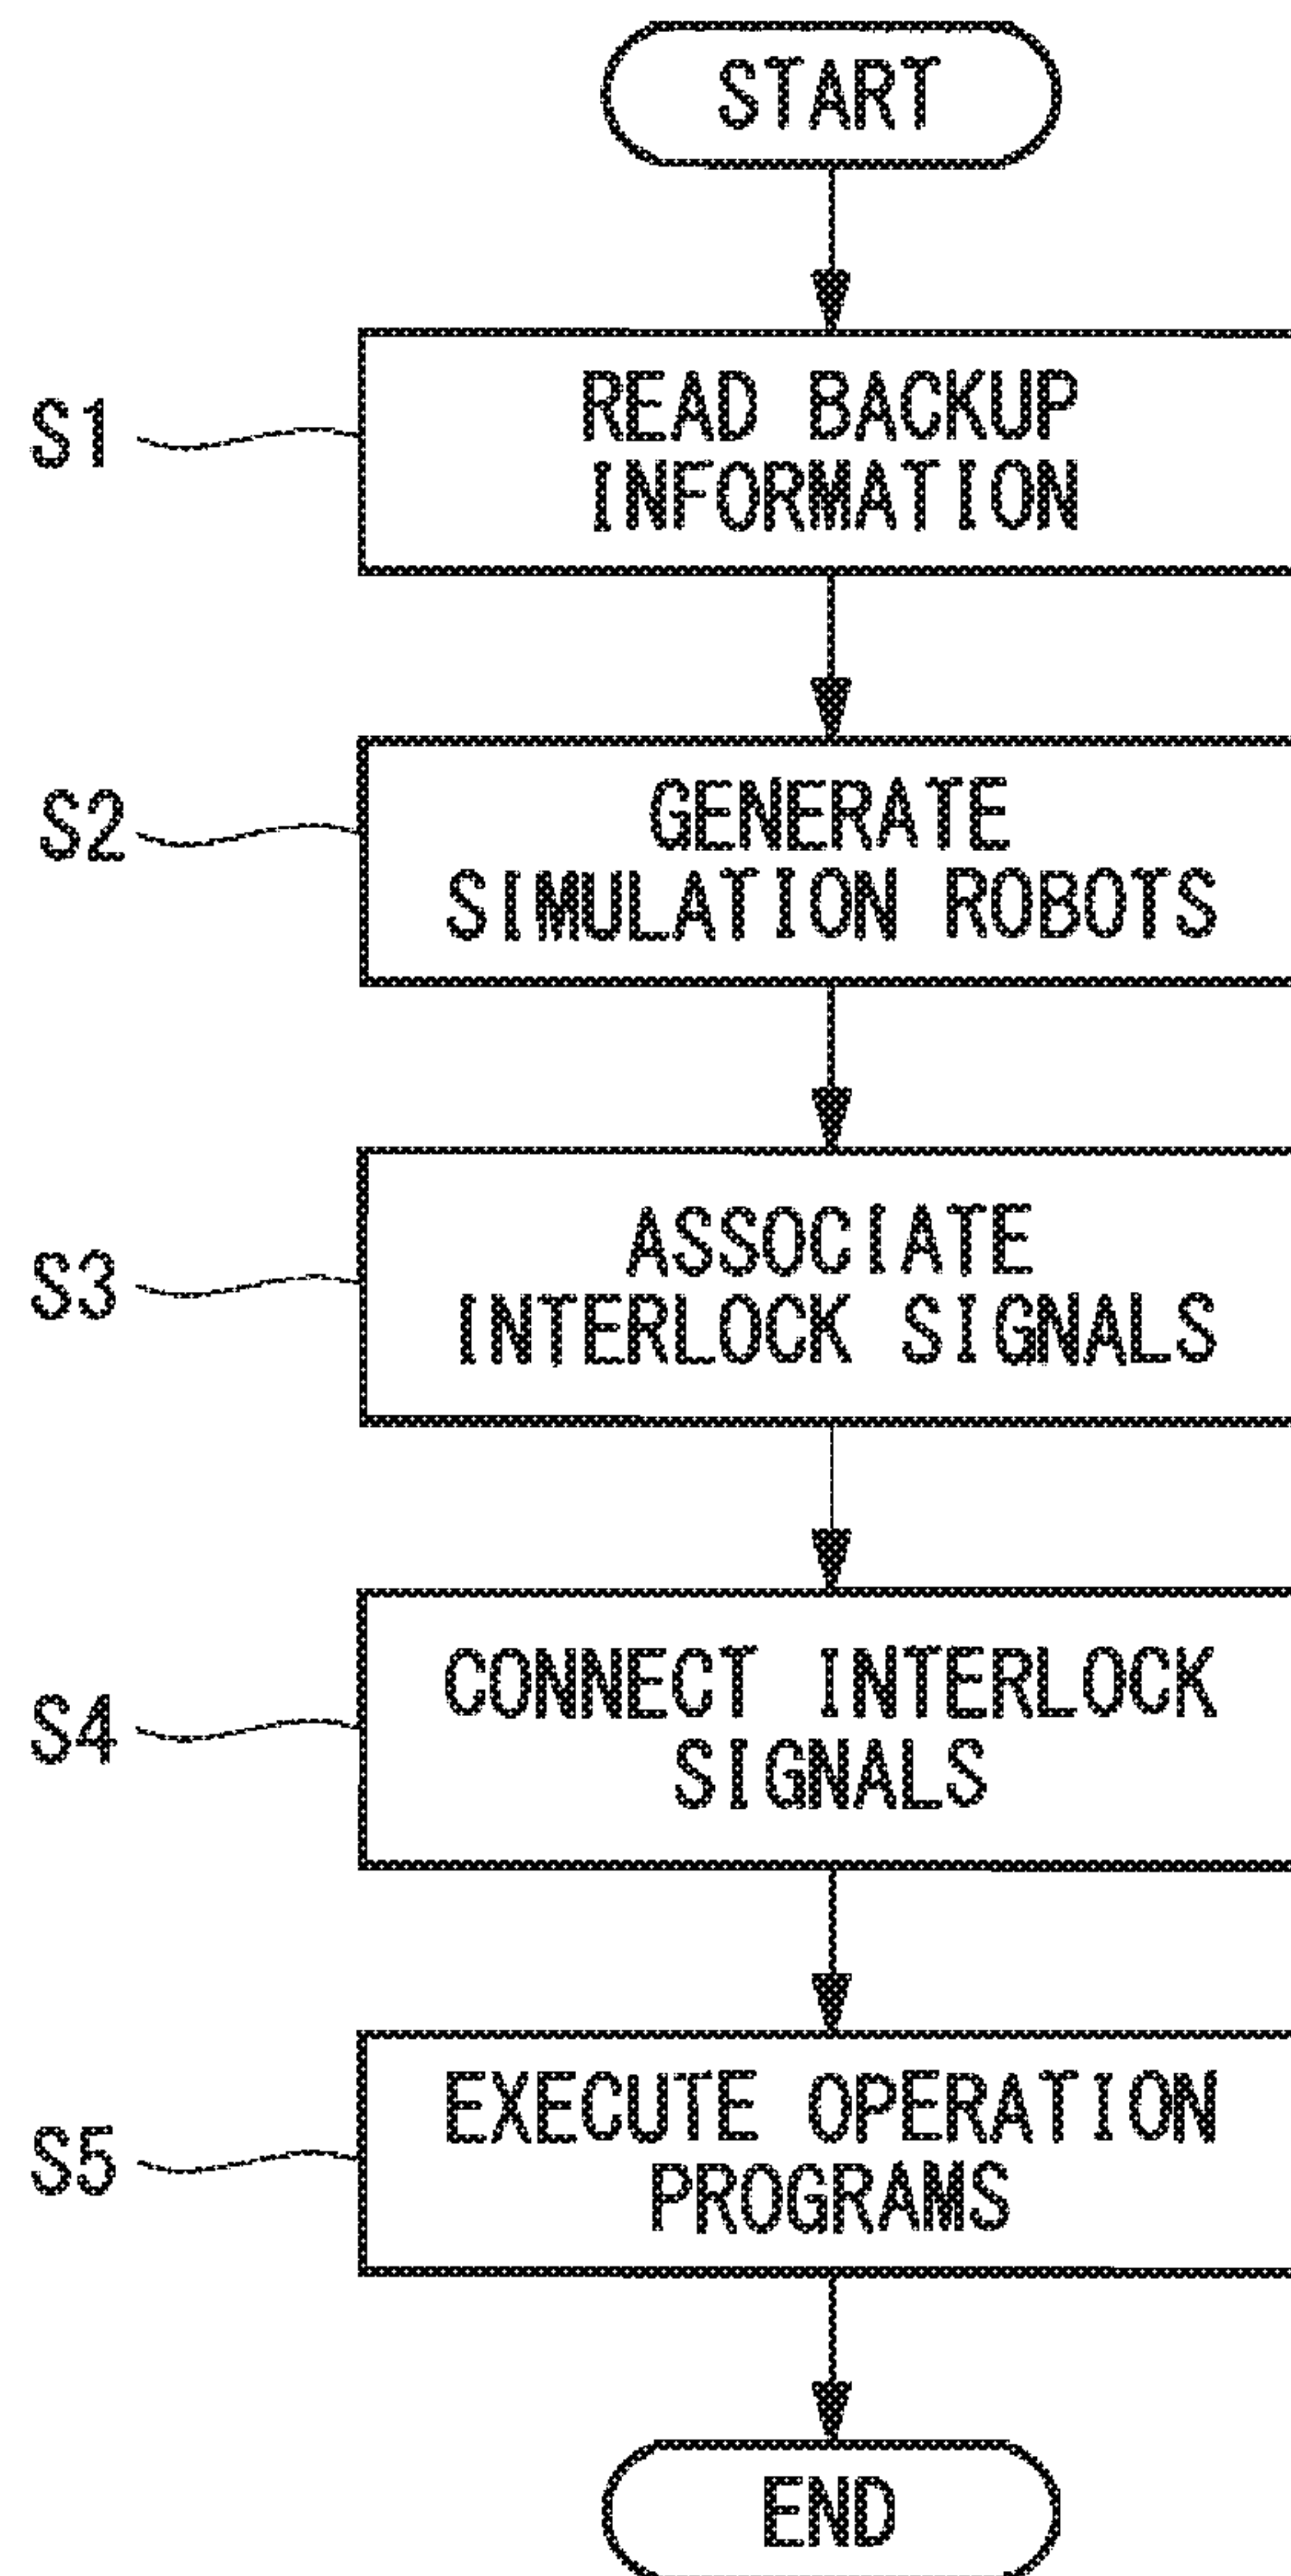 START
S1
READ BACKUP
INFORMATION
S2
GENERATE
SIMULATION ROBOTS
S3
ASSOCIATE
INTERLOCK SIGNALS
S4
CONNECT INTERLOCK
SIGNALS
S5
EXECUTE OPERATION
PROGRAMS
END